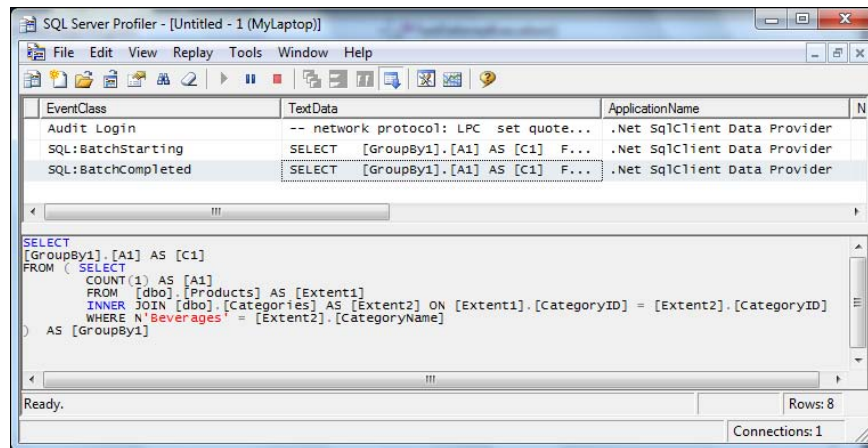 SQL Server Profiler - [Untitled - 1 (MyLaptop)]
File Edit View Replay Tools Window Help
EventClass TextData ApplicationName N
Audit Login -- network protocol: LPC set quote... .Net SqlClient Data Provider
SQL:BatchStarting SELECT [GroupBy1].[A1] AS [C1] F... .Net SqlClient Data Provider
SQL:BatchCompleted SELECT [GroupBy1].[A1] AS [C1] F... .Net SqlClient Data Provider
SELECT
[GroupBy1].[A1] AS [C1]
FROM ( SELECT
COUNT(1) AS [A1]
FROM [dbo].[Products] AS [Extent1]
INNER JOIN [dbo].[Categories] AS [Extent2] ON [Extent1].[CategoryID] = [Extent2].[CategoryID]
WHERE N'Beverages' = [Extent2].[CategoryName]
) AS [GroupBy1]
Ready. Rows: 8
Connections: 1